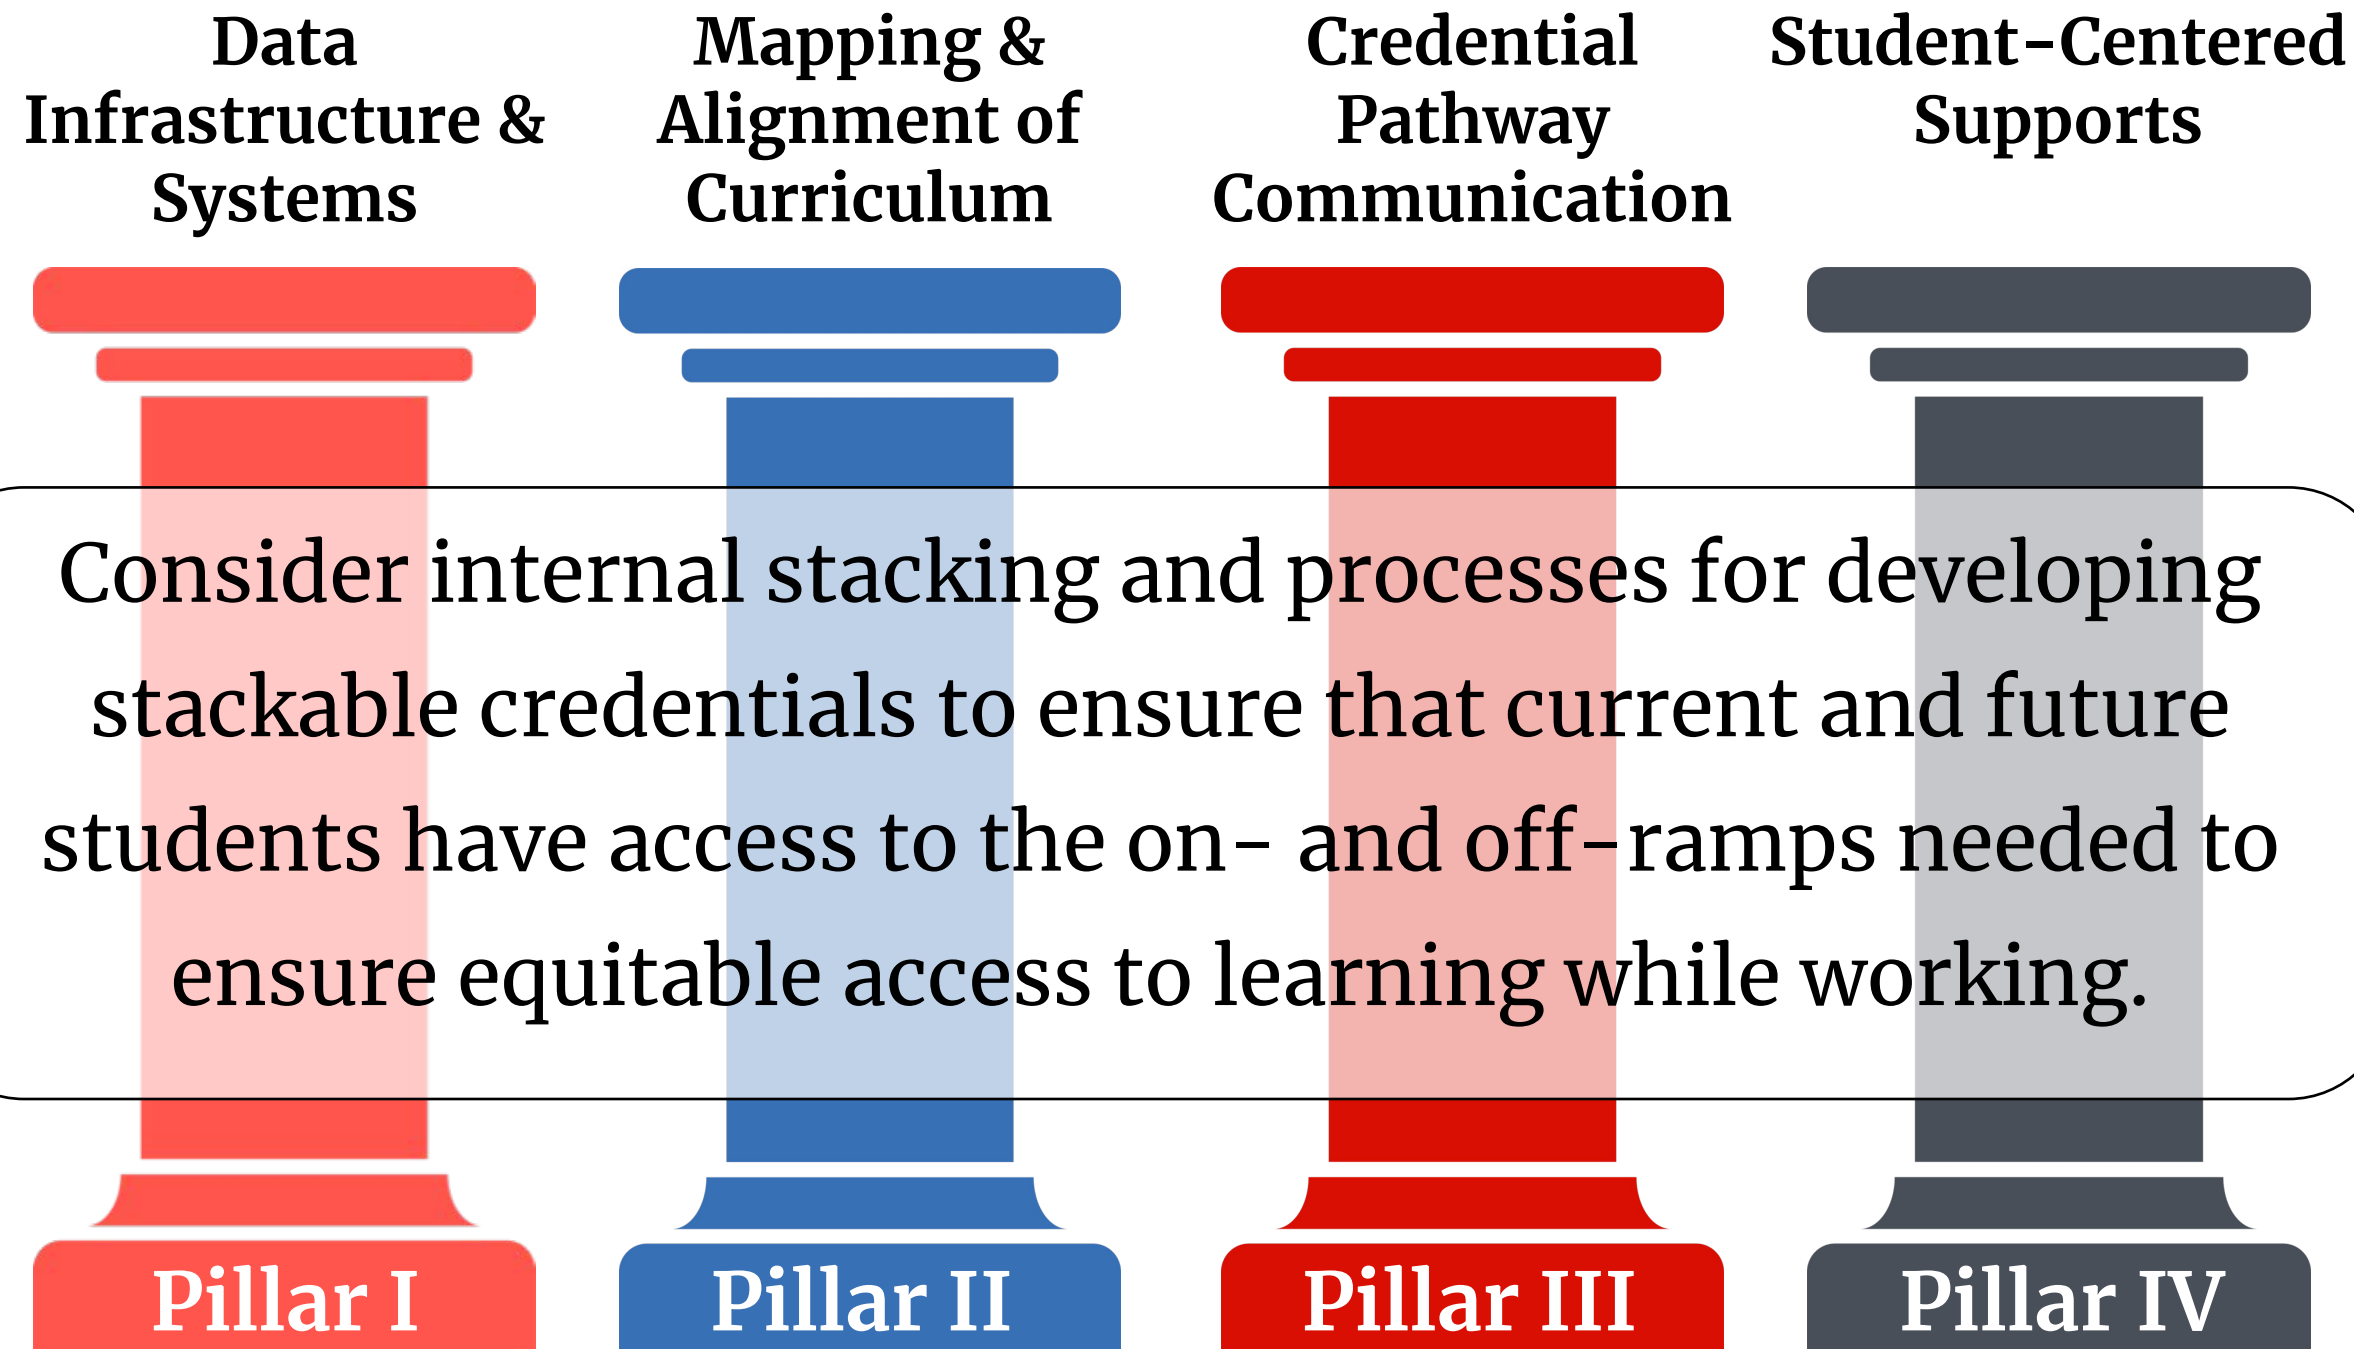 Data
Infrastructure &
Systems
Mapping &
Alignment of
Curriculum
Credential
Pathway
Communication
Student-Centered
Supports
Consider internal stacking and processes for developing
stackable credentials to ensure that current and future
students have access to the on- and off-ramps needed to
ensure equitable access to learning while working.
Pillar I
Pillar II
Pillar III
Pillar IV